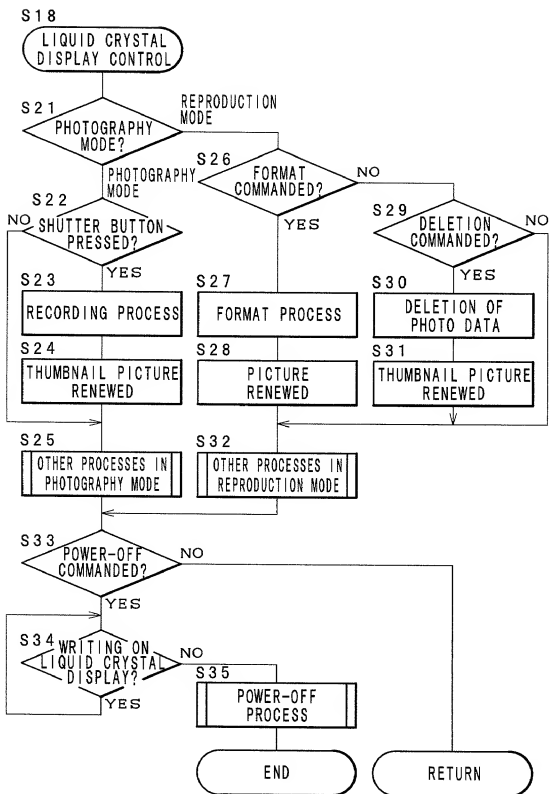 S18
LIQUID CRYSTAL
DISPLAY CONTROL
S21
PHOTOGRAPHY
MODE?
REPRODUCTION
MODE
PHOTOGRAPHY
MODE
S22
NO
SHUTTER BUTTON
PRESSED?
YES
S23
RECORDING PROCESS
S24
THUMBNAIL PICTURE
RENEWED
S25
OTHER PROCESSES IN
PHOTOGRAPHY MODE
S26
FORMAT
COMMANDED?
NO
YES
S27
FORMAT PROCESS
S28
PICTURE
RENEWED
S29
DELETION
COMMANDED?
NO
YES
S30
DELETION OF
PHOTO DATA
S31
THUMBNAIL PICTURE
RENEWED
S32
OTHER PROCESSES IN
REPRODUCTION MODE
S33
POWER-OFF
COMMANDED?
NO
YES
S34
WRITING ON
LIQUID CRYSTAL
DISPLAY?
NO
YES
S35
POWER-OFF
PROCESS
END
RETURN